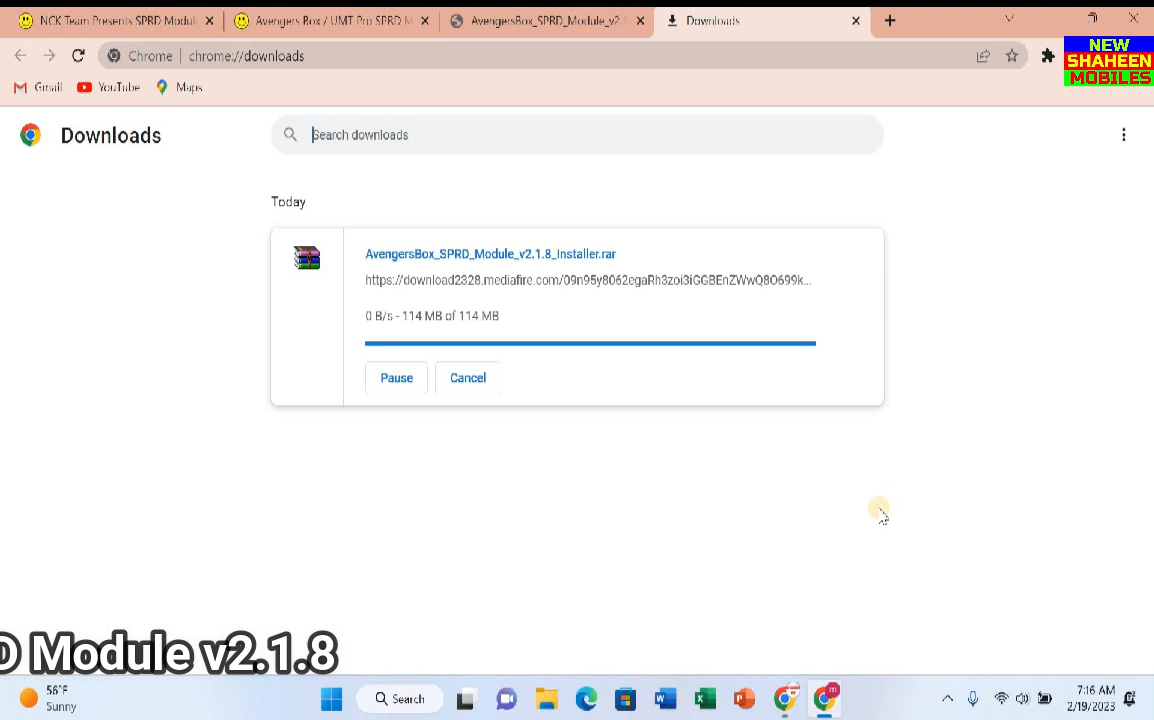 NCK Team Presents SPRD Modul
Avengers Box / UMT Pro SPRD M
AvengersBox_SPRD_Module_v2.1
Downloads
Chrome
chrome://downloads
NEW
SHAHEEN
MOBILES
Gmail
YouTube
Maps
Downloads
Search downloads
Today
AvengersBox_SPRD_Module_v2.1.8_Installer.rar
https://download2328.mediafire.com/09n95y8062egaRh3zoi3iGGBEnZWwQ8O699k...
0 B/s - 114 MB of 114 MB
Pause
Cancel
D Module v2.1.8
56°F
Sunny
Search
7:16 AM
2/19/2023